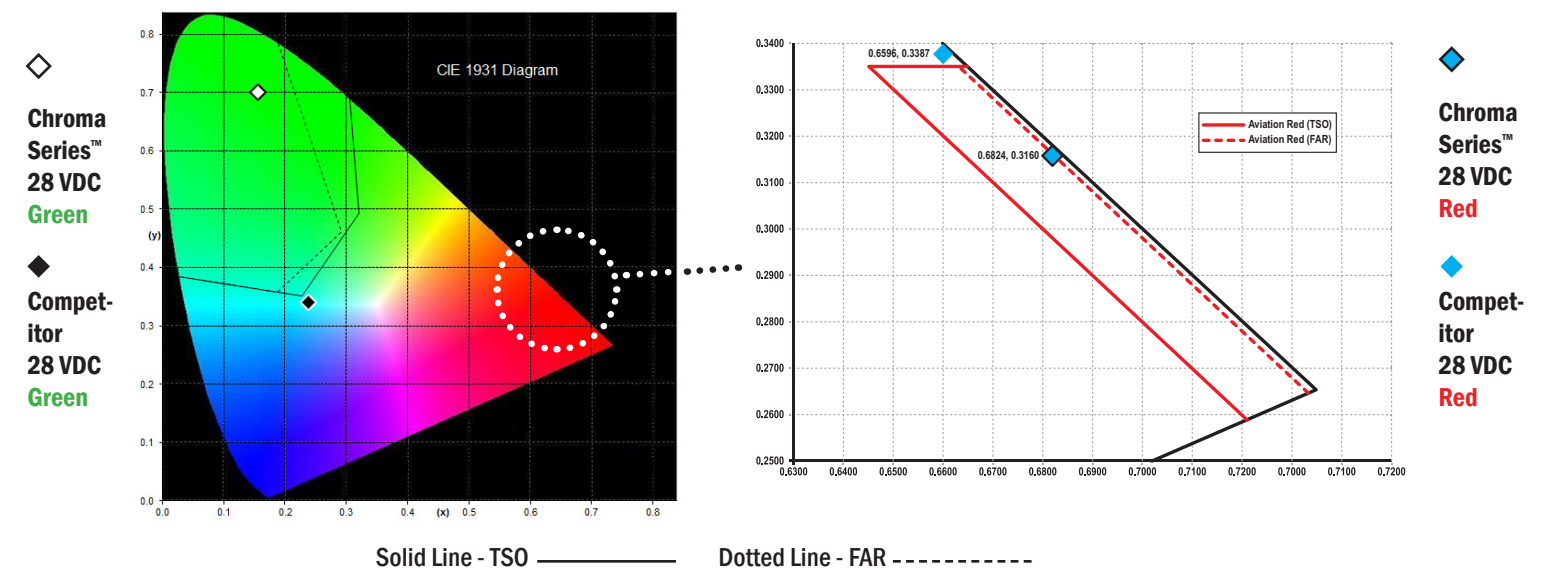 Chroma
Series™
28 VDC
Green
Compet-
itor
28 VDC
Green
CIE 1931 Diagram
0.8
0.7
0.6
0.5
(y)
0.4
0.3
0.2
0.1
0.0
0.0 0.1 0.2 0.3 0.4 (x) 0.5 0.6 0.7 0.8
0.3400
0.3300
0.3200
0.3100
0.3000
0.2900
0.2800
0.2700
0.2600
0.2500
0.6596, 0.3387
0.6824, 0.3160
Aviation Red (TSO)
Aviation Red (FAR)
0,6300 0,6400 0,6500 0,6600 0,6700 0,6800 0,6900 0,7000 0,7100 0,7200 0,7000 0,7100 0,7200
Chroma
Series™
28 VDC
Red
Compet-
itor
28 VDC
Red
Solid Line - TSO
Dotted Line - FAR